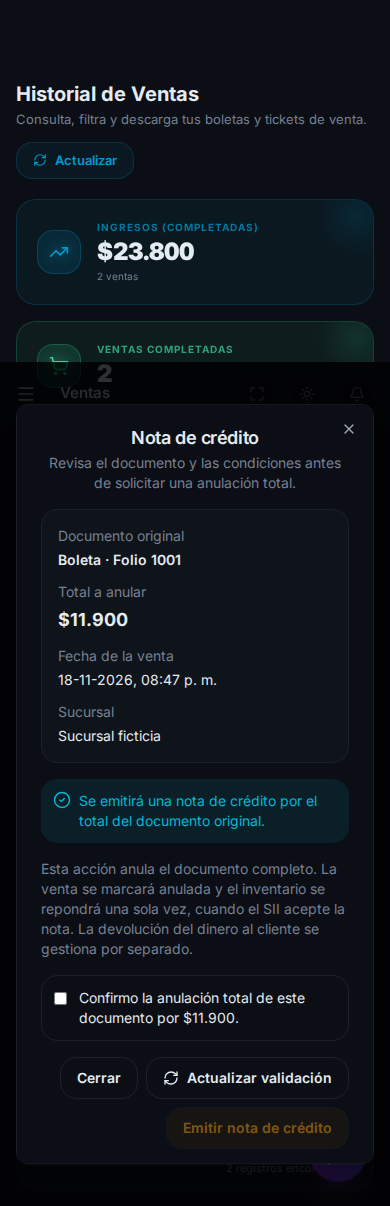 Historial de Ventas
Consulta, filtra y descarga tus boletas y tickets de venta.
Actualizar
INGRESOS (COMPLETADAS)
$23.800
2 ventas
VENTAS COMPLETADAS
2
Ventas
Nota de crédito
Revisa el documento y las condiciones antes
de solicitar una anulación total.
Documento original
Boleta · Folio 1001
Total a anular
$11.900
Fecha de la venta
18-11-2026, 08:47 p. m.
Sucursal
Sucursal ficticia
Se emitirá una nota de crédito por el
total del documento original.
Esta acción anula el documento completo. La
venta se marcará anulada y el inventario se
repondrá una sola vez, cuando el SII acepte la
nota. La devolución del dinero al cliente se
gestiona por separado.
Confirmo la anulación total de este
documento por $11.900.
Cerrar
Actualizar validación
Emitir nota de crédito
2 registros